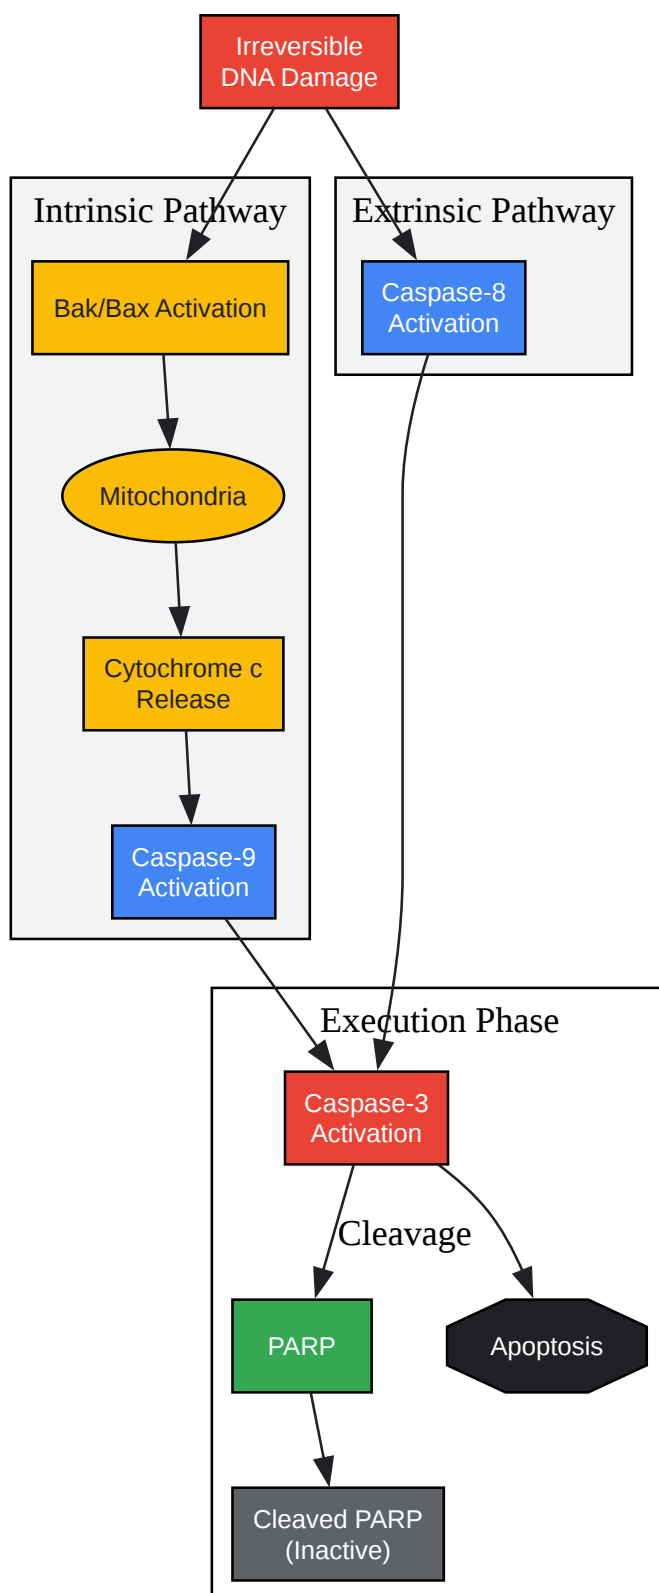 Irreversible
DNA Damage
Intrinsic Pathway
Extrinsic Pathway
Bak/Bax Activation
Caspase-8
Activation
Mitochondria
Cytochrome c
Release
Caspase-9
Activation
Execution Phase
Caspase-3
Activation
Cleavage
PARP
Apoptosis
Cleaved PARP
(Inactive)